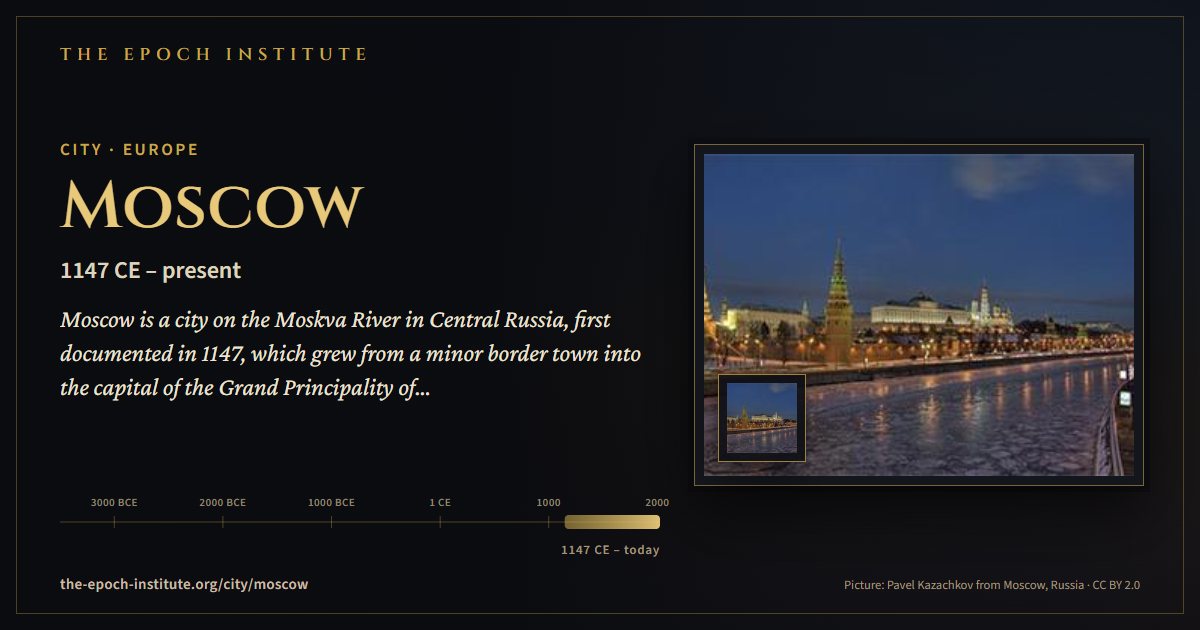 THE EPOCH INSTITUTE
CITY · EUROPE
Moscow
1147 CE – present
Moscow is a city on the Moskva River in Central Russia, first
documented in 1147, which grew from a minor border town into
the capital of the Grand Principality of...
3000 BCE 2000 BCE 1000 BCE 1 CE 1000 2000
1147 CE – today
the-epoch-institute.org/city/moscow
Picture: Pavel Kazachkov from Moscow, Russia · CC BY 2.0